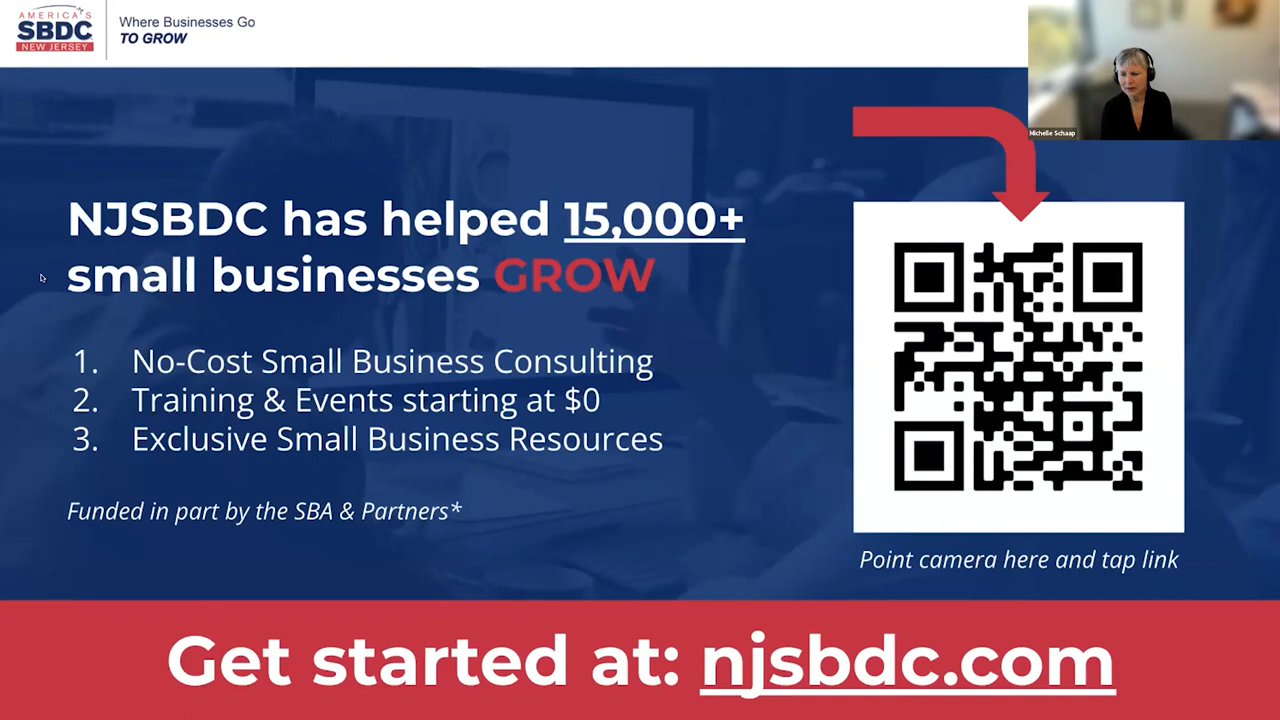 AMERICA'S
SBDC
NEW JERSEY
Where Businesses Go
TO GROW
Michelle Schaap
NJSBDC has helped 15,000+
small businesses GROW
1. No-Cost Small Business Consulting
2. Training & Events starting at $0
3. Exclusive Small Business Resources
Funded in part by the SBA & Partners*
Point camera here and tap link
Get started at: njsbdc.com